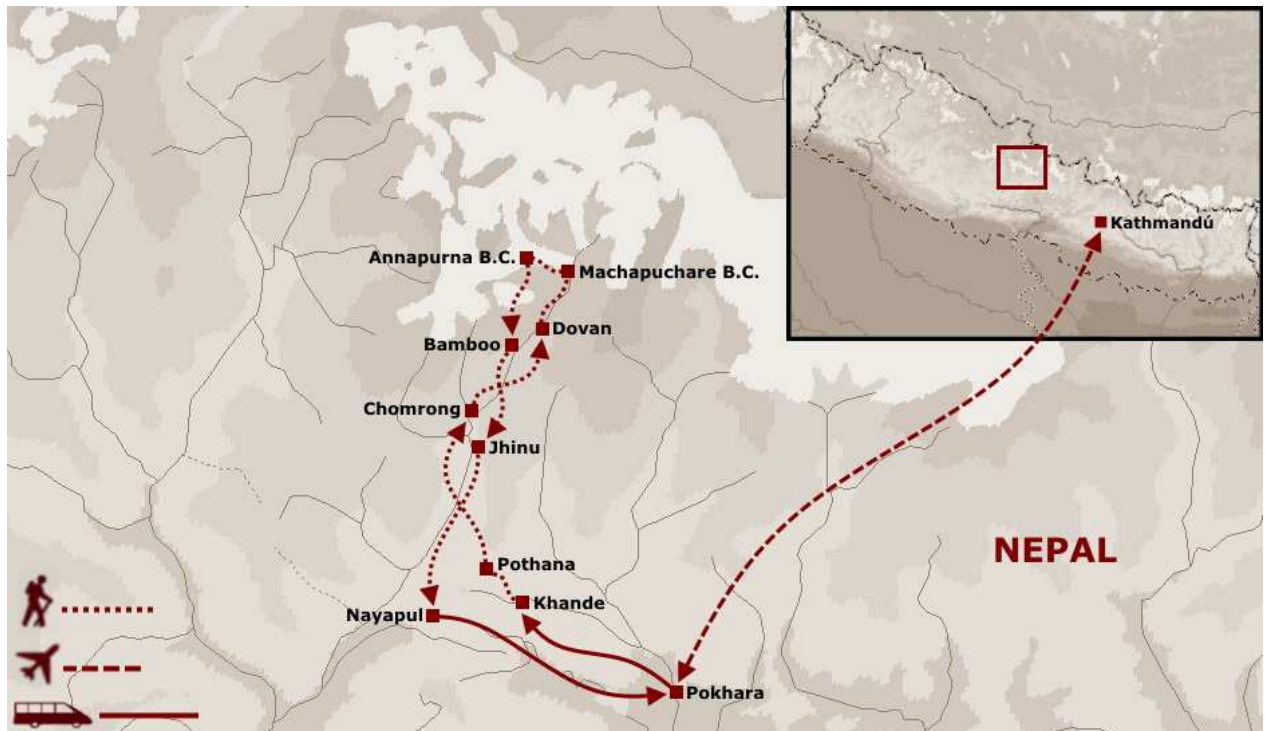 Kathmandú
Annapurna B.C.
Machapuchare B.C.
Dovan
Bamboo
Chomrong
Jhinu
NEPAL
Pothana
Khande
Nayapul
Pokhara